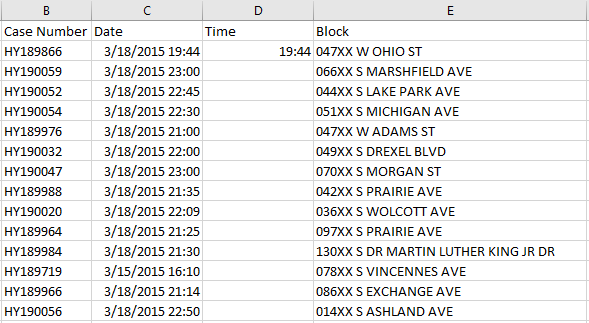 B C D E
Case Number Date Time Block
HY189866 3/18/2015 19:44 19:44 047XX W OHIO ST
HY190059 3/18/2015 23:00 066XX S MARSHFIELD AVE
HY190052 3/18/2015 22:45 044XX S LAKE PARK AVE
HY190054 3/18/2015 22:30 051XX S MICHIGAN AVE
HY189976 3/18/2015 21:00 047XX W ADAMS ST
HY190032 3/18/2015 22:00 049XX S DREXEL BLVD
HY190047 3/18/2015 23:00 070XX S MORGAN ST
HY189988 3/18/2015 21:35 042XX S PRAIRIE AVE
HY190020 3/18/2015 22:09 036XX S WOLCOTT AVE
HY189964 3/18/2015 21:25 097XX S PRAIRIE AVE
HY189984 3/18/2015 21:30 130XX S DR MARTIN LUTHER KING JR DR
HY189719 3/15/2015 16:10 078XX S VINCENNES AVE
HY189966 3/18/2015 21:14 086XX S EXCHANGE AVE
HY190056 3/18/2015 22:50 014XX S ASHLAND AVE